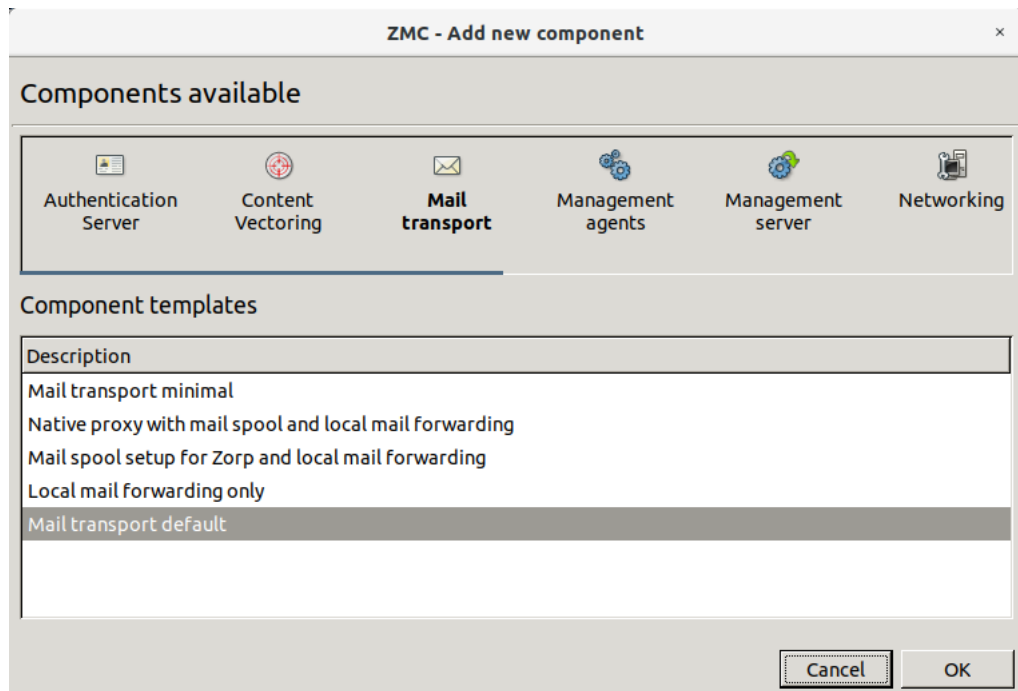 ZMC - Add new component
×
Components available
Authentication
Server
Content
Vectoring
Mail
transport
Management
agents
Management
server
Networking
Component templates
Description
Mail transport minimal
Native proxy with mail spool and local mail forwarding
Mail spool setup for Zorp and local mail forwarding
Local mail forwarding only
Mail transport default
Cancel
OK